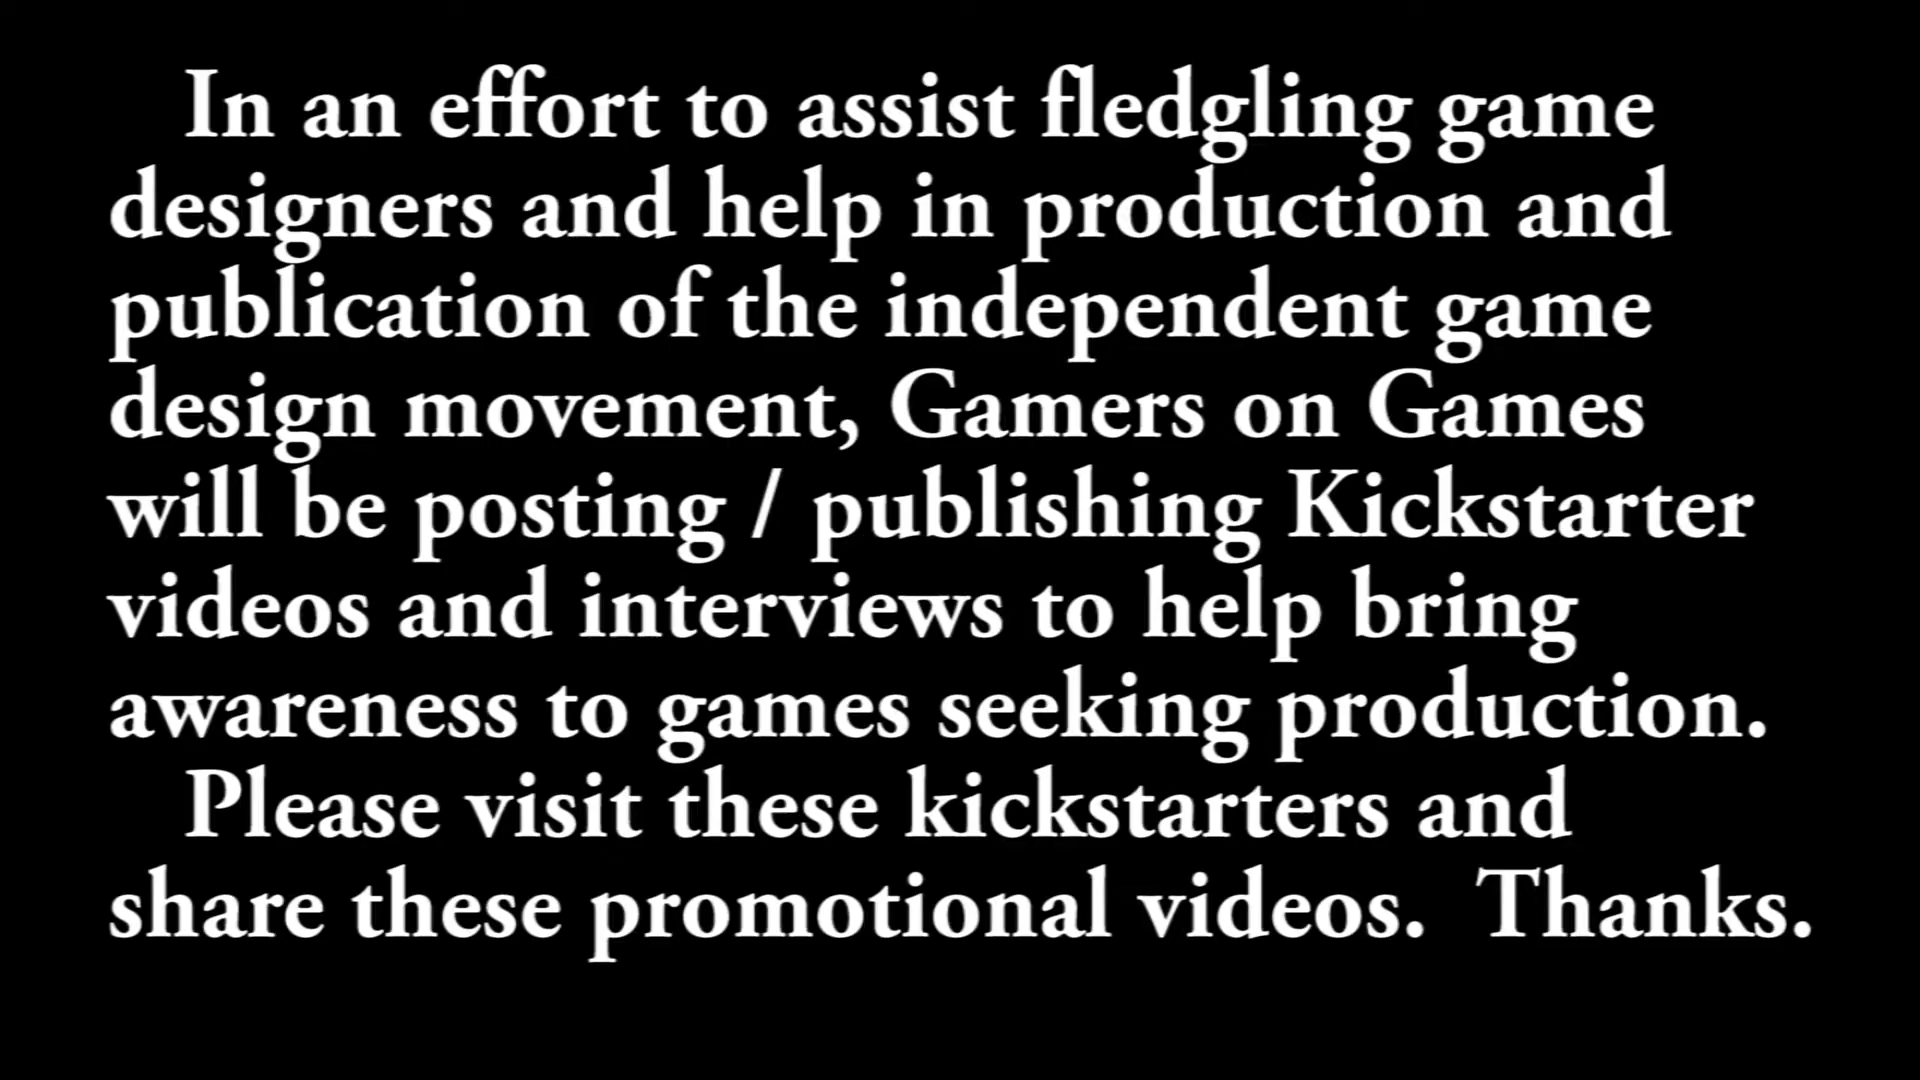 In an effort to assist fledgling game
designers and help in production and
publication of the independent game
design movement, Gamers on Games
will be posting / publishing Kickstarter
videos and interviews to help bring
awareness to games seeking production.
Please visit these kickstarters and
share these promotional videos.  Thanks.